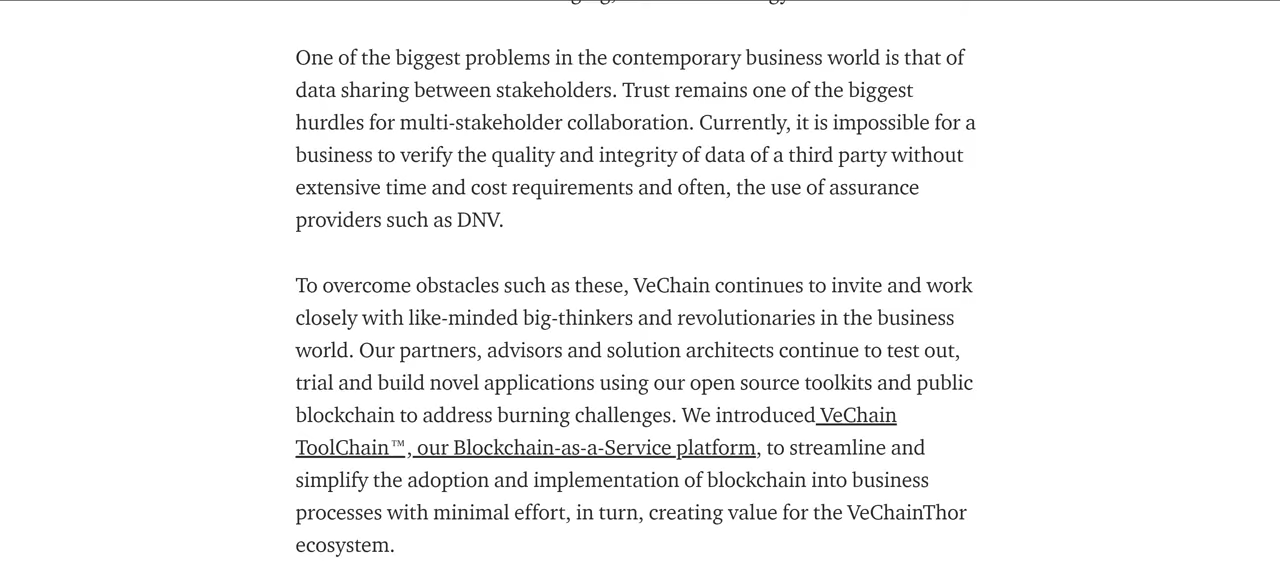 One of the biggest problems in the contemporary business world is that of
data sharing between stakeholders. Trust remains one of the biggest
hurdles for multi-stakeholder collaboration. Currently, it is impossible for a
business to verify the quality and integrity of data of a third party without
extensive time and cost requirements and often, the use of assurance
providers such as DNV.
To overcome obstacles such as these, VeChain continues to invite and work
closely with like-minded big-thinkers and revolutionaries in the business
world. Our partners, advisors and solution architects continue to test out,
trial and build novel applications using our open source toolkits and public
blockchain to address burning challenges. We introduced VeChain
ToolChain™, our Blockchain-as-a-Service platform, to streamline and
simplify the adoption and implementation of blockchain into business
processes with minimal effort, in turn, creating value for the VeChainThor
ecosystem.